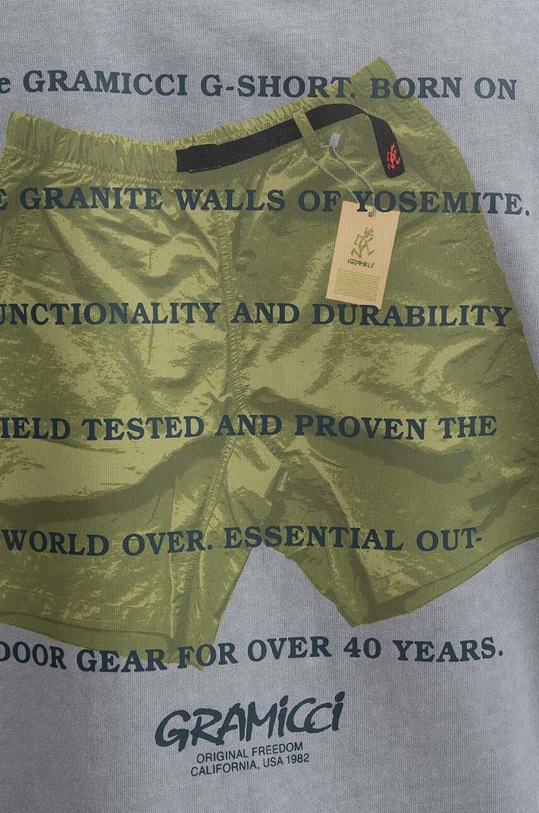 e GRAMICCI G-SHORT. BORN ON
E GRANITE WALLS OF YOSEMITE.
GRAMICCI
UNCTIONALITY AND DURABILITY
IELD TESTED AND PROVEN THE
WORLD OVER. ESSENTIAL OUT-
DOOR GEAR FOR OVER 40 YEARS.
GRAMICCI
ORIGINAL FREEDOM
CALIFORNIA, USA 1982